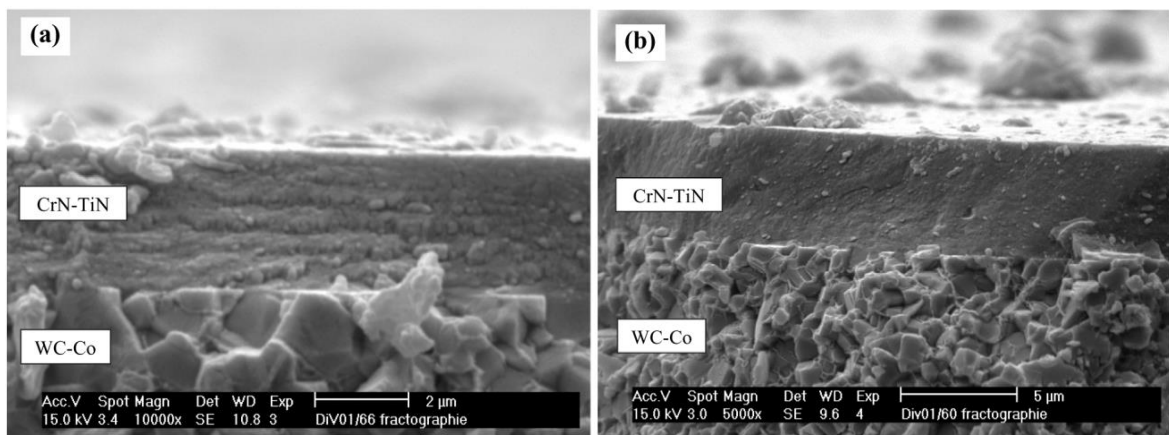 (a)
CrN-TiN
WC-Co
Acc.V Spot Magn Det WD Exp 2 μm
15.0 kV 3.4 10000x SE 10.8 3 DiV01/66 fractographie
(b)
CrN-TiN
WC-Co
Acc.V Spot Magn Det WD Exp 5 μm
15.0 kV 3.0 5000x SE 9.6 4 Div01/60 fractographie